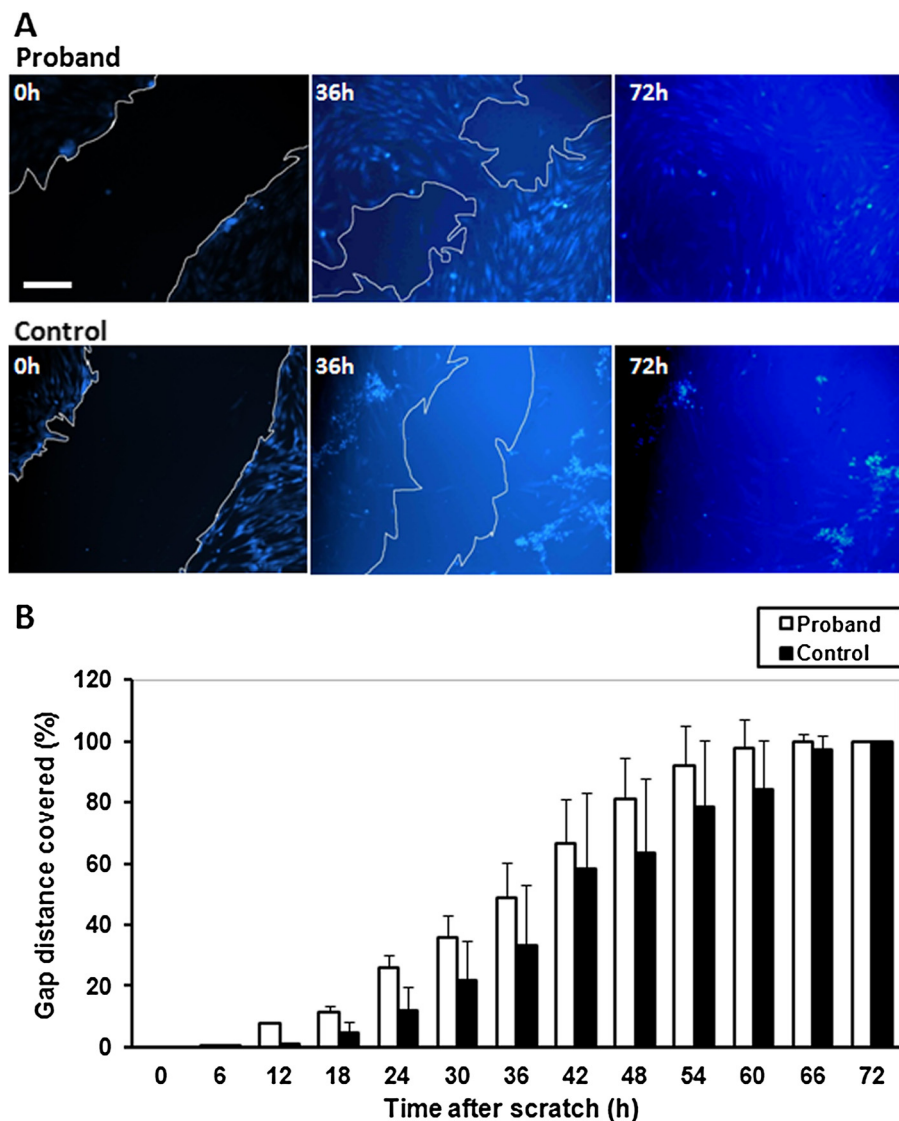 A
Proband
0h 36h 72h
Control
0h 36h 72h
B
Proband
Control
120
100
80
60
40
20
0
Gap distance covered (%)
0 6 12 18 24 30 36 42 48 54 60 66 72
Time after scratch (h)